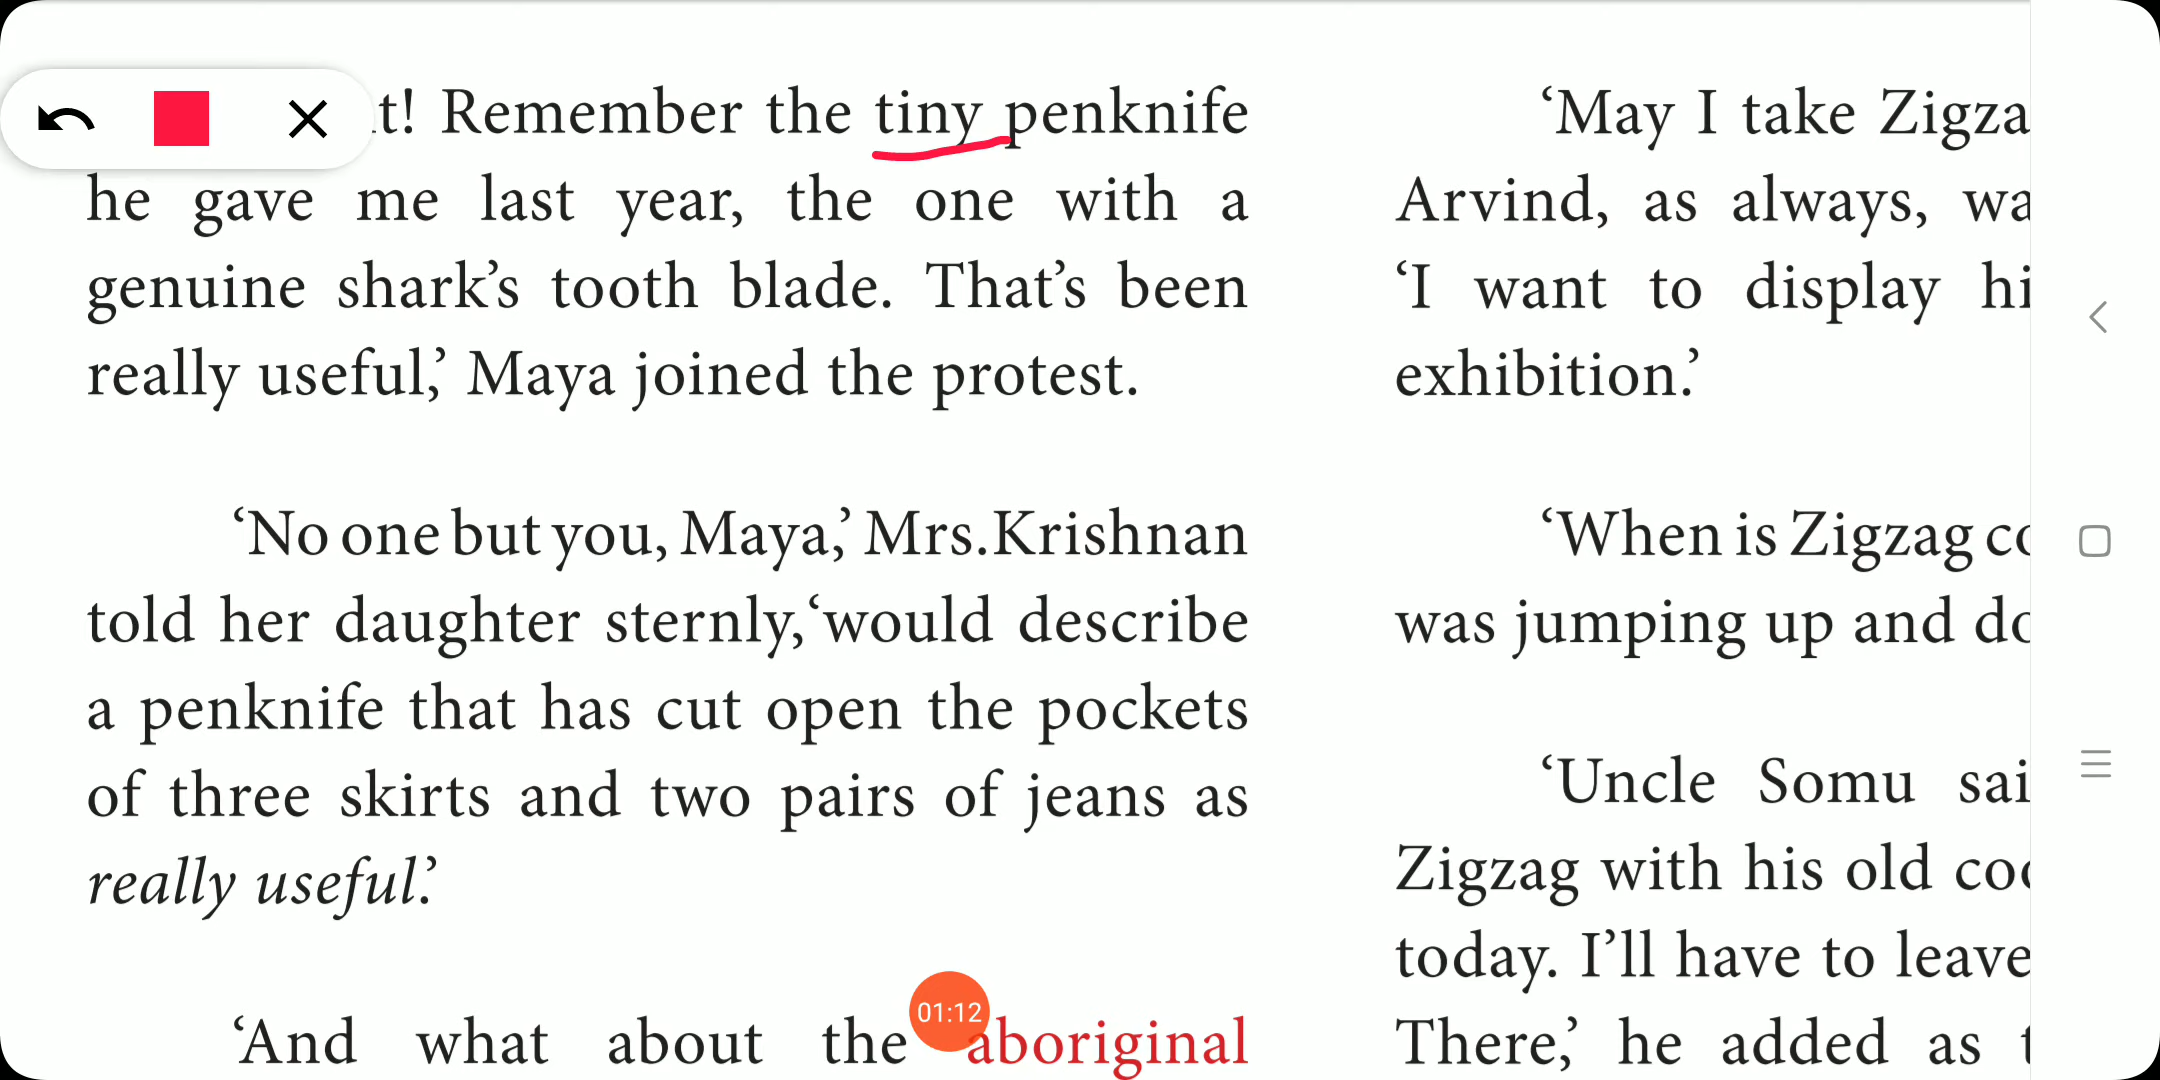 t! Remember the tiny penknife
he gave me last year, the one with a
genuine shark’s tooth blade. That’s been
really useful,’ Maya joined the protest.
‘No one but you, Maya,’ Mrs.Krishnan
told her daughter sternly,‘would describe
a penknife that has cut open the pockets
of three skirts and two pairs of jeans as
really useful.’
‘And what about the aboriginal
01:12
‘May I take Zigza
Arvind, as always, wa
‘I want to display hi
exhibition.’
‘When is Zigzag co
was jumping up and do
‘Uncle Somu sai
Zigzag with his old coc
today. I’ll have to leave
There,’ he added as t